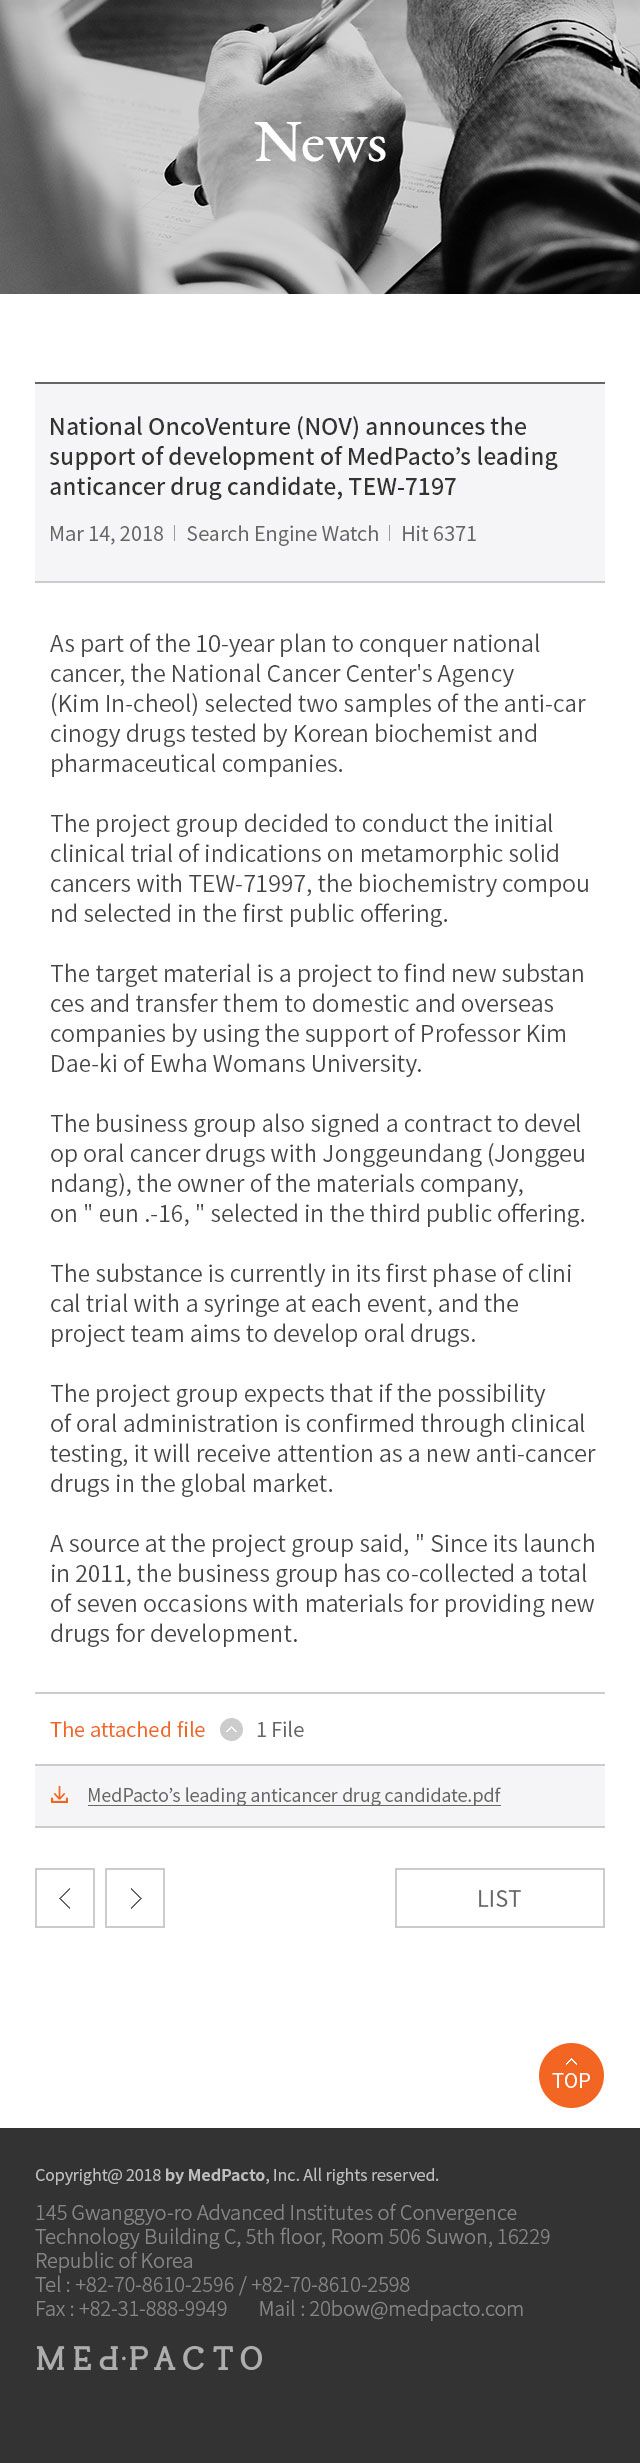 News
National OncoVenture (NOV) announces the
support of development of MedPacto’s leading
anticancer drug candidate, TEW-7197
Mar 14, 2018 | Search Engine Watch | Hit 6371
As part of the 10-year plan to conquer national
cancer, the National Cancer Center's Agency
(Kim In-cheol) selected two samples of the anti-car
cinogy drugs tested by Korean biochemist and
pharmaceutical companies.
The project group decided to conduct the initial
clinical trial of indications on metamorphic solid
cancers with TEW-71997, the biochemistry compou
nd selected in the first public offering.
The target material is a project to find new substan
ces and transfer them to domestic and overseas
companies by using the support of Professor Kim
Dae-ki of Ewha Womans University.
The business group also signed a contract to devel
op oral cancer drugs with Jonggeundang (Jonggeu
ndang), the owner of the materials company,
on " eun .-16, " selected in the third public offering.
The substance is currently in its first phase of clini
cal trial with a syringe at each event, and the
project team aims to develop oral drugs.
The project group expects that if the possibility
of oral administration is confirmed through clinical
testing, it will receive attention as a new anti-cancer
drugs in the global market.
A source at the project group said, " Since its launch
in 2011, the business group has co-collected a total
of seven occasions with materials for providing new
drugs for development.
The attached file 1 File
MedPacto’s leading anticancer drug candidate.pdf
LIST
TOP
Copyright@ 2018 by MedPacto, Inc. All rights reserved.
145 Gwanggyo-ro Advanced Institutes of Convergence
Technology Building C, 5th floor, Room 506 Suwon, 16229
Republic of Korea
Tel : +82-70-8610-2596 / +82-70-8610-2598
Fax : +82-31-888-9949 Mail : 20bow@medpacto.com
MEd·PACTO